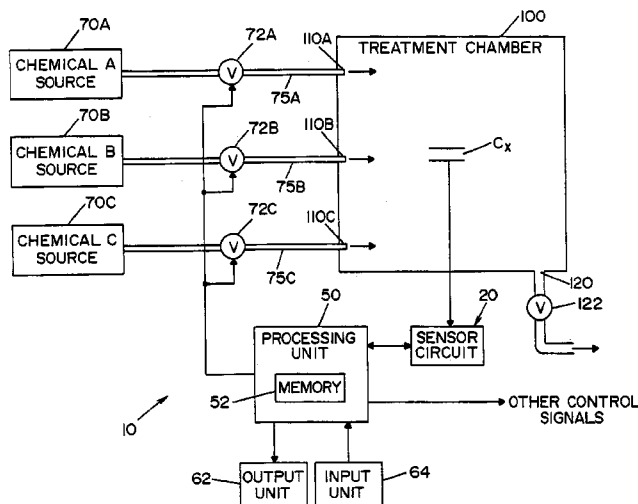 70A
72A
110A
100
CHEMICAL A
SOURCE
V
75A
TREATMENT CHAMBER
70B
72B
110B
CHEMICAL B
SOURCE
V
75B
Cx
70C
72C
110C
CHEMICAL C
SOURCE
V
75C
120
V
122
50
20
PROCESSING
UNIT
SENSOR
CIRCUIT
MEMORY
52
10
OTHER CONTROL
SIGNALS
62
OUTPUT
UNIT
INPUT
UNIT
64